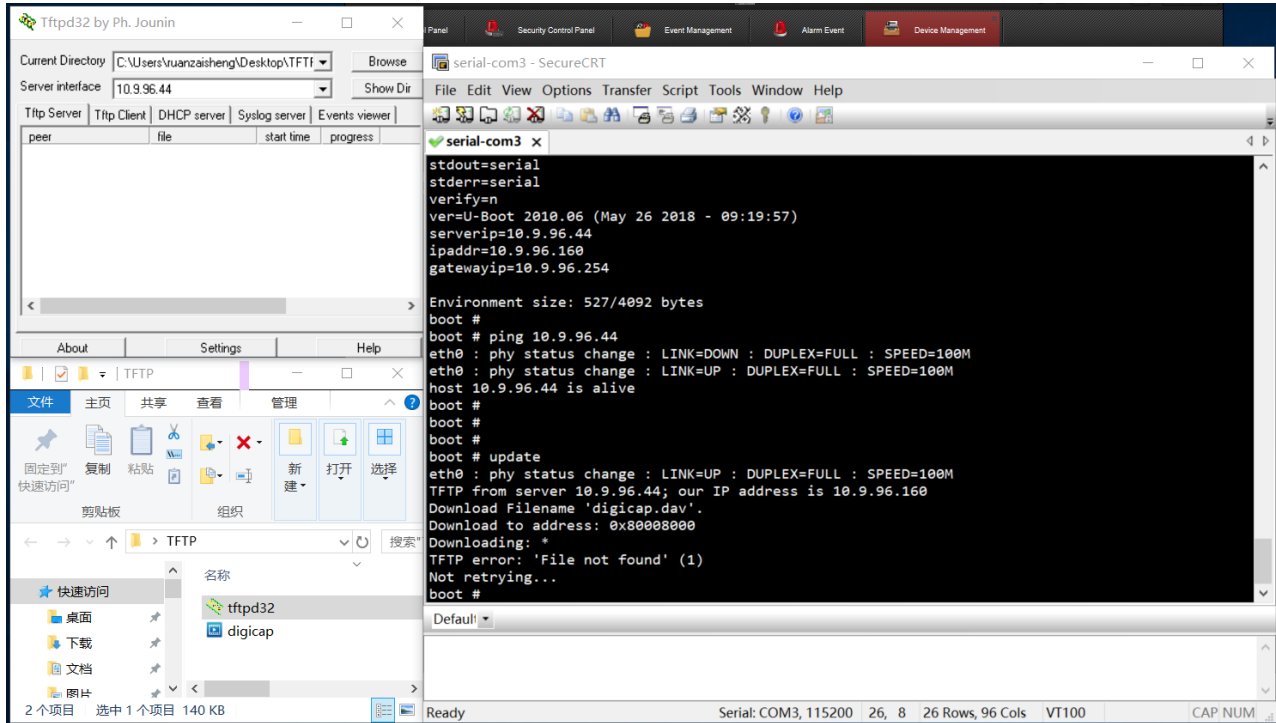 Tftpd32 by Ph. Jounin
Current Directory C:\Users\ruanzaisheng\Desktop\TFTF Browse
Server interface 10.9.96.44 Show Dir
Tftp Server Tftp Client DHCP server Syslog server Events viewer
peer file start time progress
About Settings Help
TFTP
文件 主页 共享 查看 管理
固定到"快速访问"
复制 粘贴
新建 打开 选择
剪贴板 组织
TFTP 搜索"
名称
快速访问
桌面
下载
文档
图片
tftpd32
digicap
2 个项目 选中 1 个项目 140 KB
Panel Security Control Panel Event Management Alarm Event Device Management
serial-com3 - SecureCRT
File Edit View Options Transfer Script Tools Window Help
serial-com3
stdout=serial
stderr=serial
verify=n
ver=U-Boot 2010.06 (May 26 2018 - 09:19:57)
serverip=10.9.96.44
ipaddr=10.9.96.160
gatewayip=10.9.96.254
Environment size: 527/4092 bytes
boot #
boot # ping 10.9.96.44
eth0 : phy status change : LINK=DOWN : DUPLEX=FULL : SPEED=100M
eth0 : phy status change : LINK=UP : DUPLEX=FULL : SPEED=100M
host 10.9.96.44 is alive
boot #
boot #
boot #
boot # update
eth0 : phy status change : LINK=UP : DUPLEX=FULL : SPEED=100M
TFTP from server 10.9.96.44; our IP address is 10.9.96.160
Download Filename 'digicap.dav'.
Download to address: 0x80008000
Downloading: *
TFTP error: 'File not found' (1)
Not retrying...
boot #
Default
Ready Serial: COM3, 115200 26, 8 26 Rows, 96 Cols VT100 CAP NUM